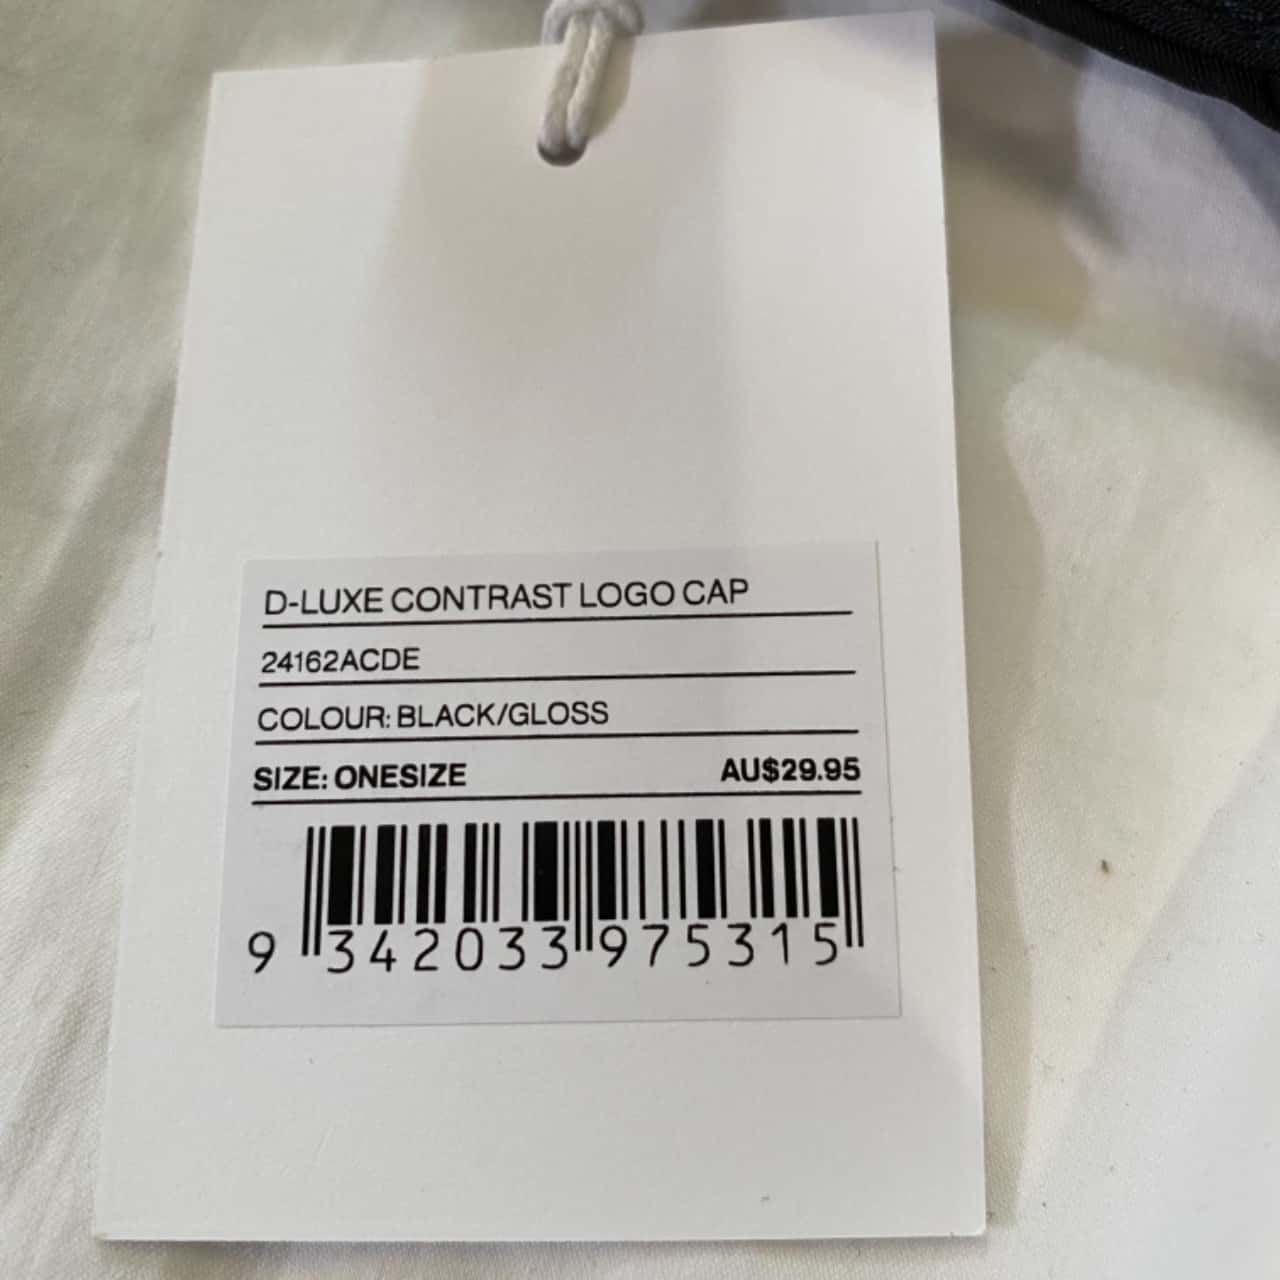 D-LUXE CONTRAST LOGO CAP
24162ACDE
COLOUR: BLACK/GLOSS
SIZE: ONESIZE AU$29.95
9 342033 975315